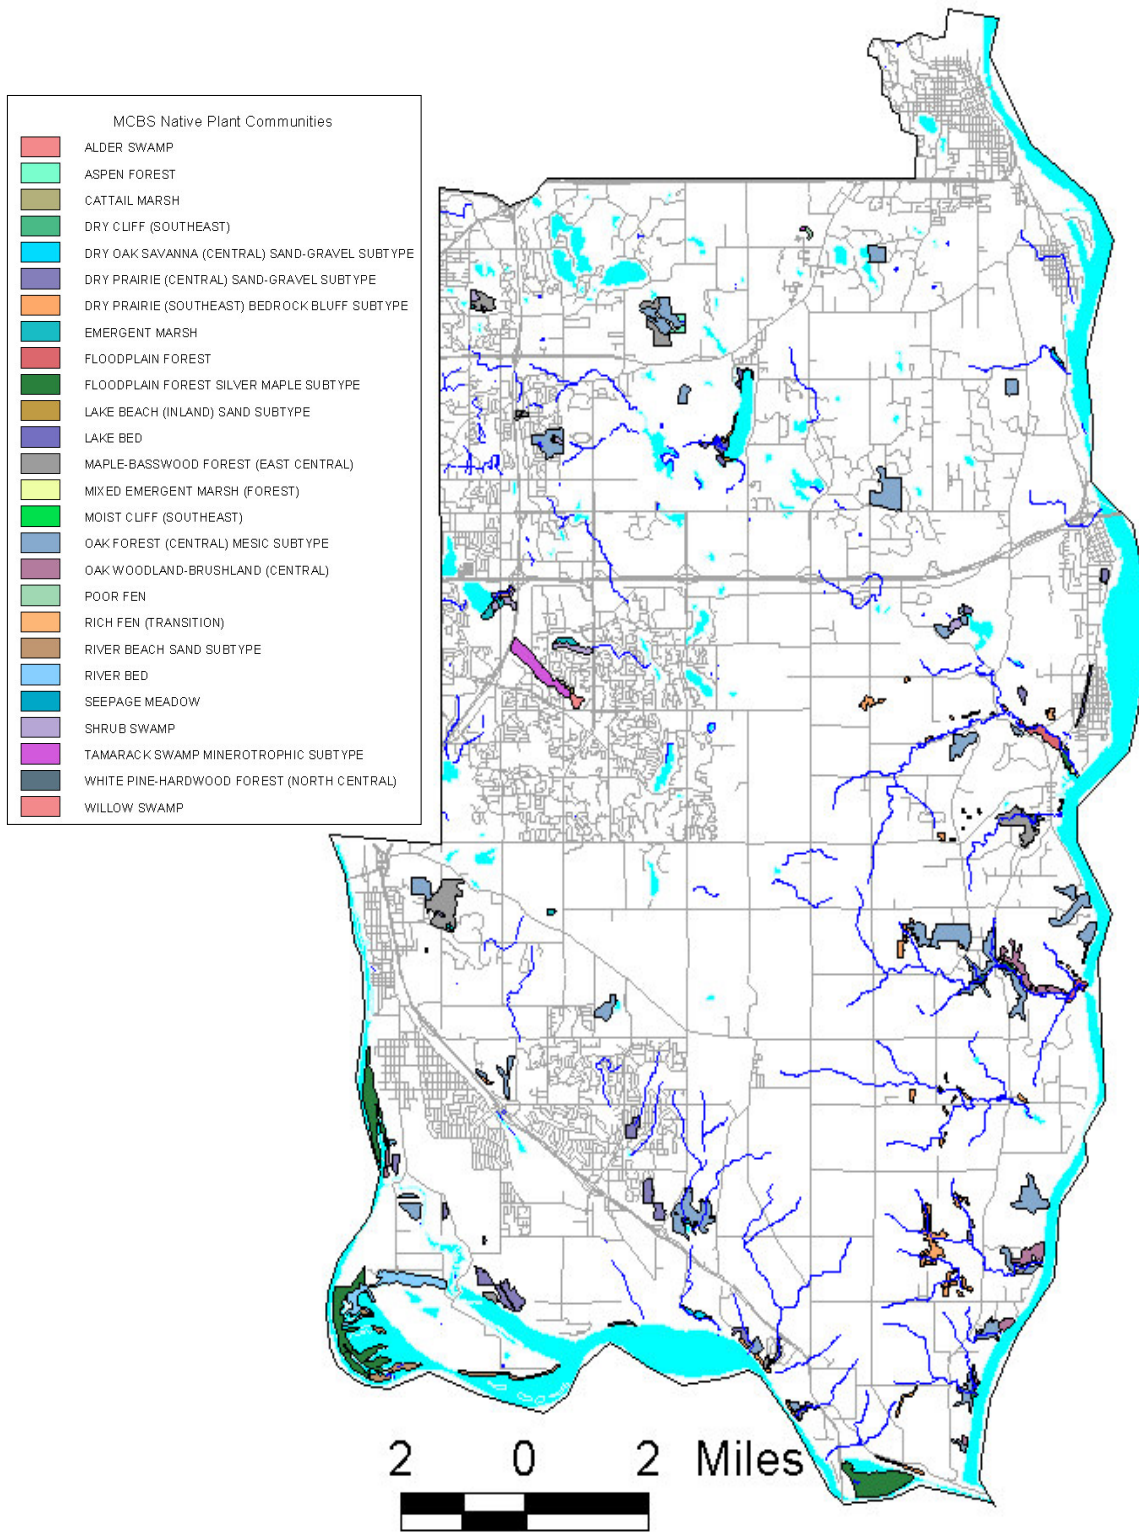 MCBS Native Plant Communities
ALDER SWAMP
ASPEN FOREST
CATTAIL MARSH
DRY CLIFF (SOUTHEAST)
DRY OAK SAVANNA (CENTRAL) SAND-GRAVEL SUBTYPE
DRY PRAIRIE (CENTRAL) SAND-GRAVEL SUBTYPE
DRY PRAIRIE (SOUTHEAST) BEDROCK BLUFF SUBTYPE
EMERGENT MARSH
FLOODPLAIN FOREST
FLOODPLAIN FOREST SILVER MAPLE SUBTYPE
LAKE BEACH (INLAND) SAND SUBTYPE
LAKE BED
MAPLE-BASSWOOD FOREST (EAST CENTRAL)
MIXED EMERGENT MARSH (FOREST)
MOIST CLIFF (SOUTHEAST)
OAK FOREST (CENTRAL) MESIC SUBTYPE
OAK WOODLAND-BRUSHLAND (CENTRAL)
POOR FEN
RICH FEN (TRANSITION)
RIVER BEACH SAND SUBTYPE
RIVER BED
SEEPAGE MEADOW
SHRUB SWAMP
TAMARACK SWAMP MINEROTROPHIC SUBTYPE
WHITE PINE-HARDWOOD FOREST (NORTH CENTRAL)
WILLOW SWAMP
2 0 2 Miles